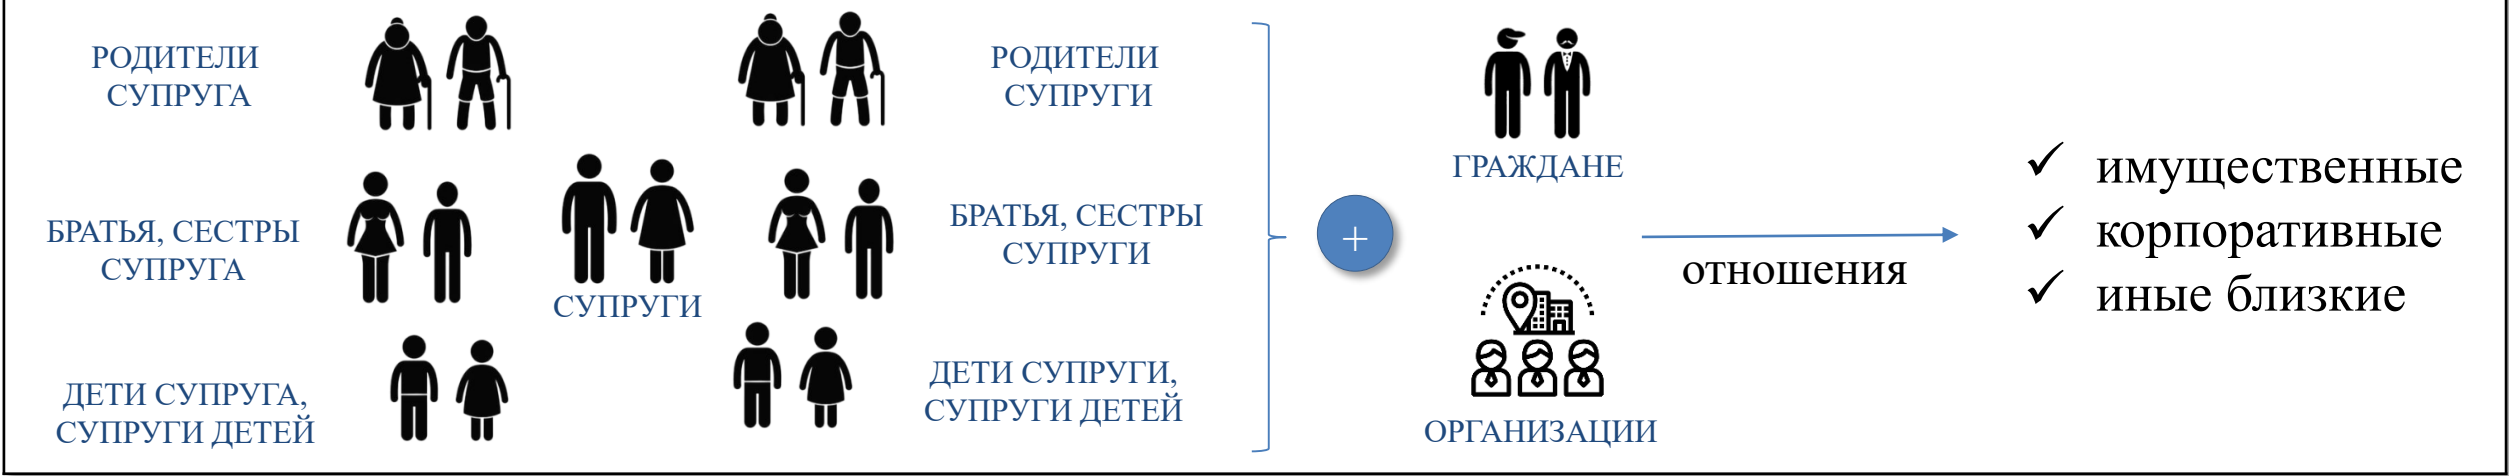 РОДИТЕЛИ
СУПРУГА
РОДИТЕЛИ
СУПРУГИ
БРАТЬЯ, СЕСТРЫ
СУПРУГА
СУПРУГИ
БРАТЬЯ, СЕСТРЫ
СУПРУГИ
ДЕТИ СУПРУГА,
СУПРУГИ ДЕТЕЙ
ДЕТИ СУПРУГИ,
СУПРУГИ ДЕТЕЙ
+
ГРАЖДАНЕ
ОРГАНИЗАЦИИ
отношения
✓ имущественные
✓ корпоративные
✓ иные близкие